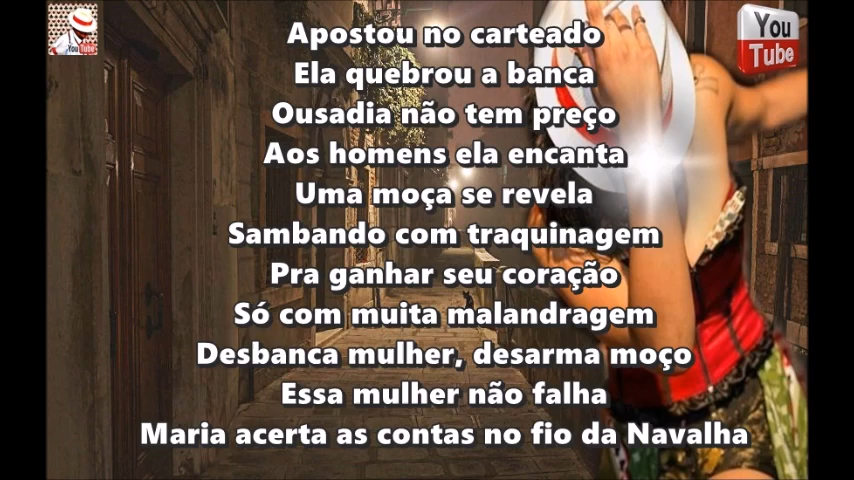 You
Tube
YouTube
Apostou no carteado
Ela quebrou a banca
Ousadia não tem preço
Aos homens ela encanta
Uma moça se revela
Sambando com traquinagem
Pra ganhar seu coração
Só com muita malandragem
Desbanca mulher, desarma moço
Essa mulher não falha
Maria acerta as contas no fio da Navalha